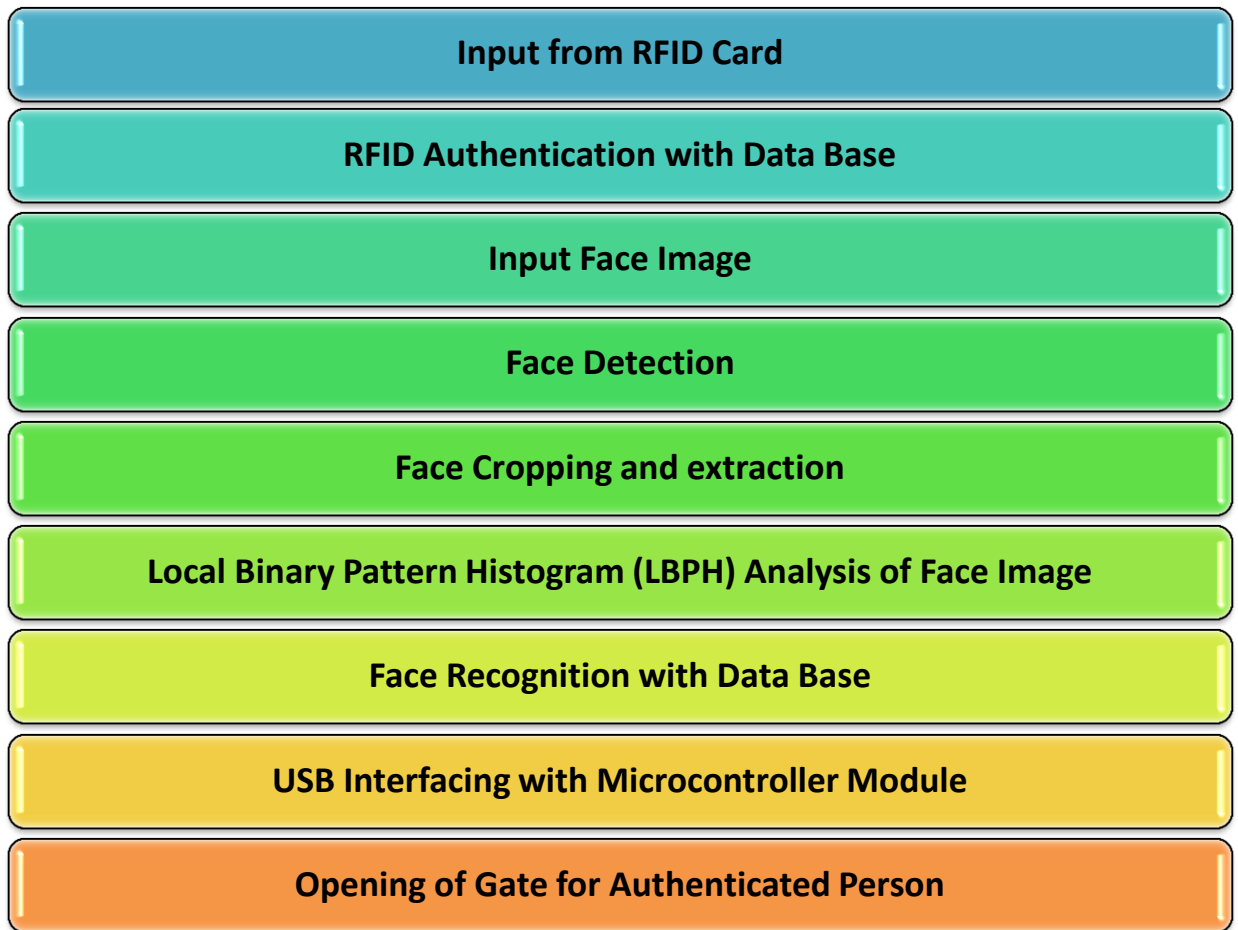 Input from RFID Card
RFID Authentication with Data Base
Input Face Image
Face Detection
Face Cropping and extraction
Local Binary Pattern Histogram (LBPH) Analysis of Face Image
Face Recognition with Data Base
USB Interfacing with Microcontroller Module
Opening of Gate for Authenticated Person